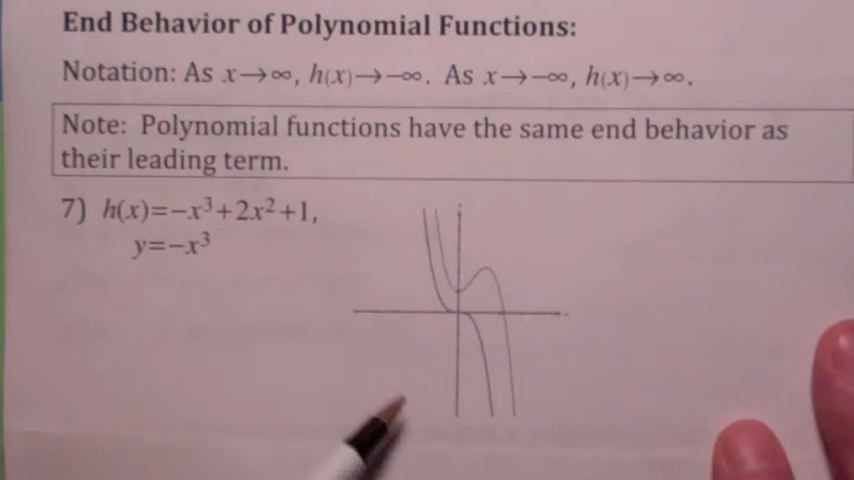 End Behavior of Polynomial Functions:
Notation: As x→∞, h(x)→−∞. As x→−∞, h(x)→∞.
Note: Polynomial functions have the same end behavior as
their leading term.
7) h(x)=−x³+2x²+1,
y=−x³